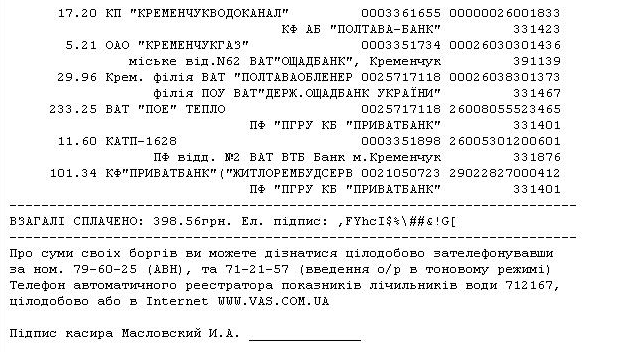 17.20 КП "КРЕМЕНЧУКВОДОКАНАЛ" 0003361655 00000026001833
КФ АБ "ПОЛТАВА-БАНК" 331423
5.21 ОАО "КРЕМЕНЧУКГАЗ" 0003351734 00026030301436
міське від.N62 ВАТ"ОЩАДБАНК", Кременчук 391139
29.96 Крем. філія ВАТ "ПОЛТАВАОБЛЕНЕР 0025717118 00026038301373
філія ПОУ ВАТ"ДЕРЖ.ОЩАДБАНК УКРАЇНИ" 331467
233.25 ВАТ "ПОЕ" ТЕПЛО 0025717118 26008055523465
ПФ "ПГРУ КБ "ПРИВАТБАНК" 331401
11.60 КАТП-1628 0003351898 26005301200601
ПФ відд. №2 ВАТ ВТБ Банк м.Кременчук 331876
101.34 КФ"ПРИВАТБАНК"("ЖИТЛОРЕМБУДСЕРВ 0021050723 29022827000412
ПФ "ПГРУ КБ "ПРИВАТБАНК" 331401
ВЗАГАЛІ СПЛАЧЕНО: 398.56грн. Ел. підпис: ,FYhcI$%\##&!G[
Про суми своіх боргів ви можете дізнатися цілодобово зателефонувавши
за ном. 79-60-25 (АВН), та 71-21-57 (введення о/р в тоновому режимі)
Телефон автоматичного реестратора показників лічильників води 712167,
цілодобово або в Internet WWW.VAS.COM.UA
Підпис касира Масловский И.А. _______________